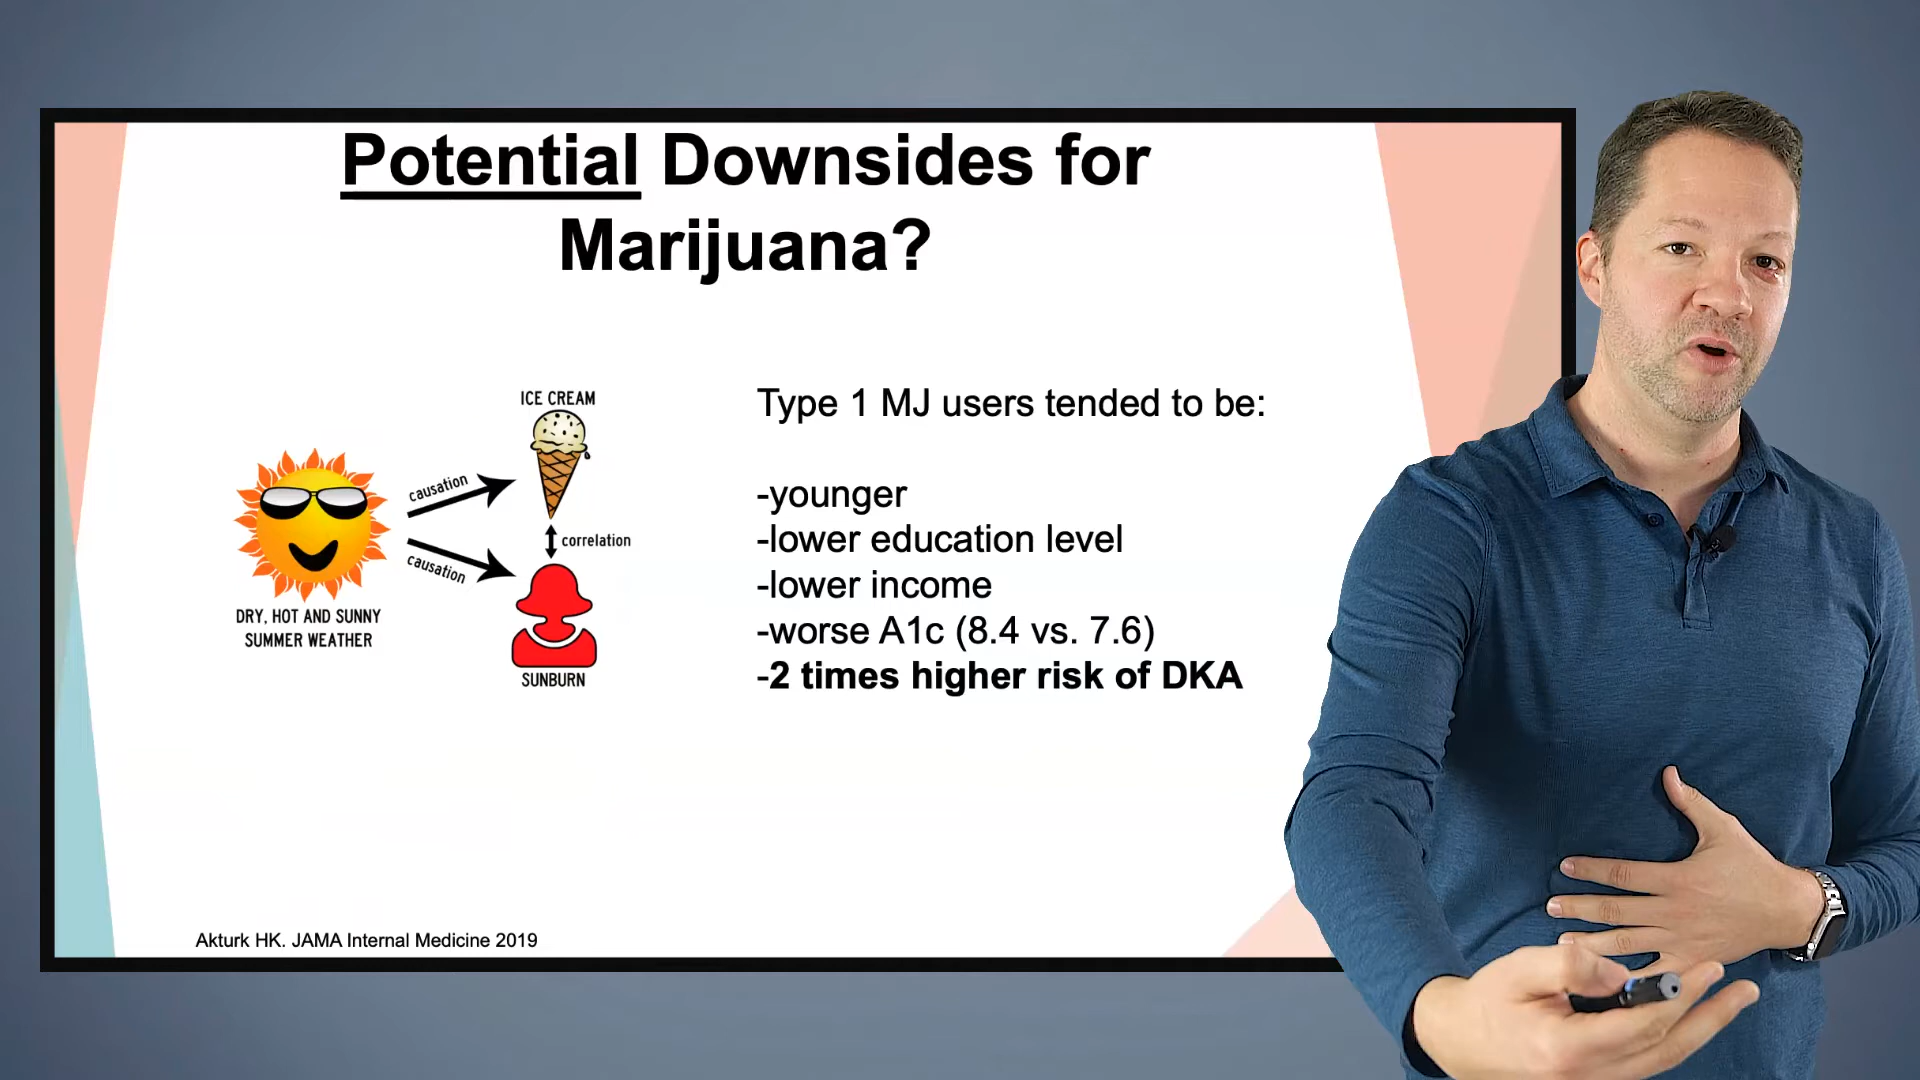 Potential Downsides for
Marijuana?
ICE CREAM
causation
correlation
causation
DRY, HOT AND SUNNY
SUMMER WEATHER
SUNBURN
Type 1 MJ users tended to be:
-younger
-lower education level
-lower income
-worse A1c (8.4 vs. 7.6)
-2 times higher risk of DKA
Akturk HK. JAMA Internal Medicine 2019